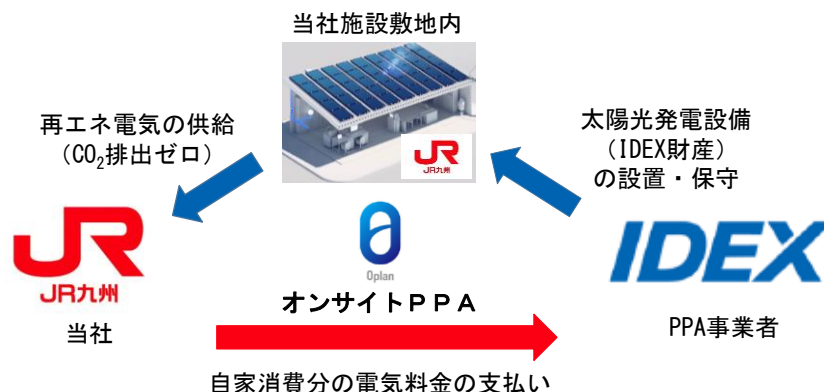 当社施設敷地内
再エネ電気の供給
（CO₂排出ゼロ）
太陽光発電設備
（IDEX財産）
の設置・保守
JR
JR九州
JR
JR九州
当社
0plan
オンサイトＰＰＡ
IDEX
PPA事業者
自家消費分の電気料金の支払い